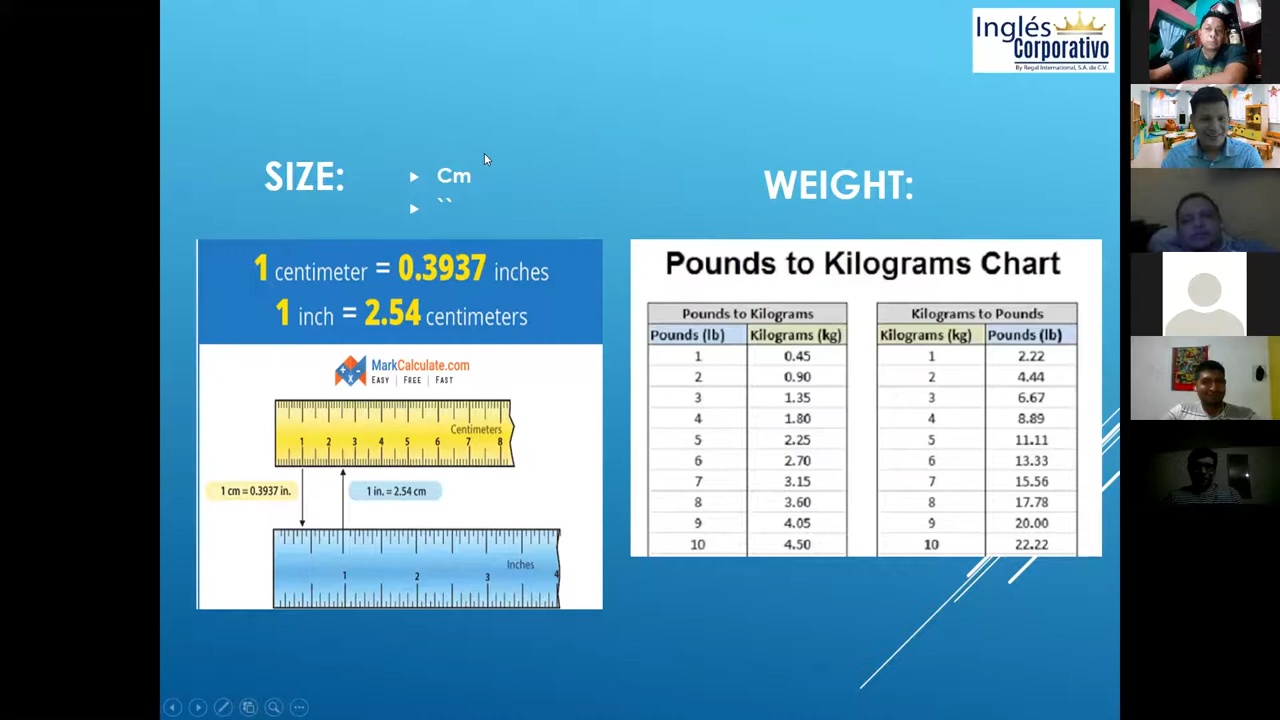 Inglés
Corporativo
By Regal International, S.A. de C.V.
SIZE:
Cm
``
WEIGHT:
1 centimeter = 0.3937 inches
1 inch = 2.54 centimeters
MarkCalculate.com
EASY | FREE | FAST
Centimeters
1 2 3 4 5 6 7 8
1 cm = 0.3937 in.
1 in. = 2.54 cm
Inches
1 2 3 4
Pounds to Kilograms Chart
Pounds to Kilograms
Pounds (lb) Kilograms (kg)
1 0.45
2 0.90
3 1.35
4 1.80
5 2.25
6 2.70
7 3.15
8 3.60
9 4.05
10 4.50
Kilograms to Pounds
Kilograms (kg) Pounds (lb)
1 2.22
2 4.44
3 6.67
4 8.89
5 11.11
6 13.33
7 15.56
8 17.78
9 20.00
10 22.22